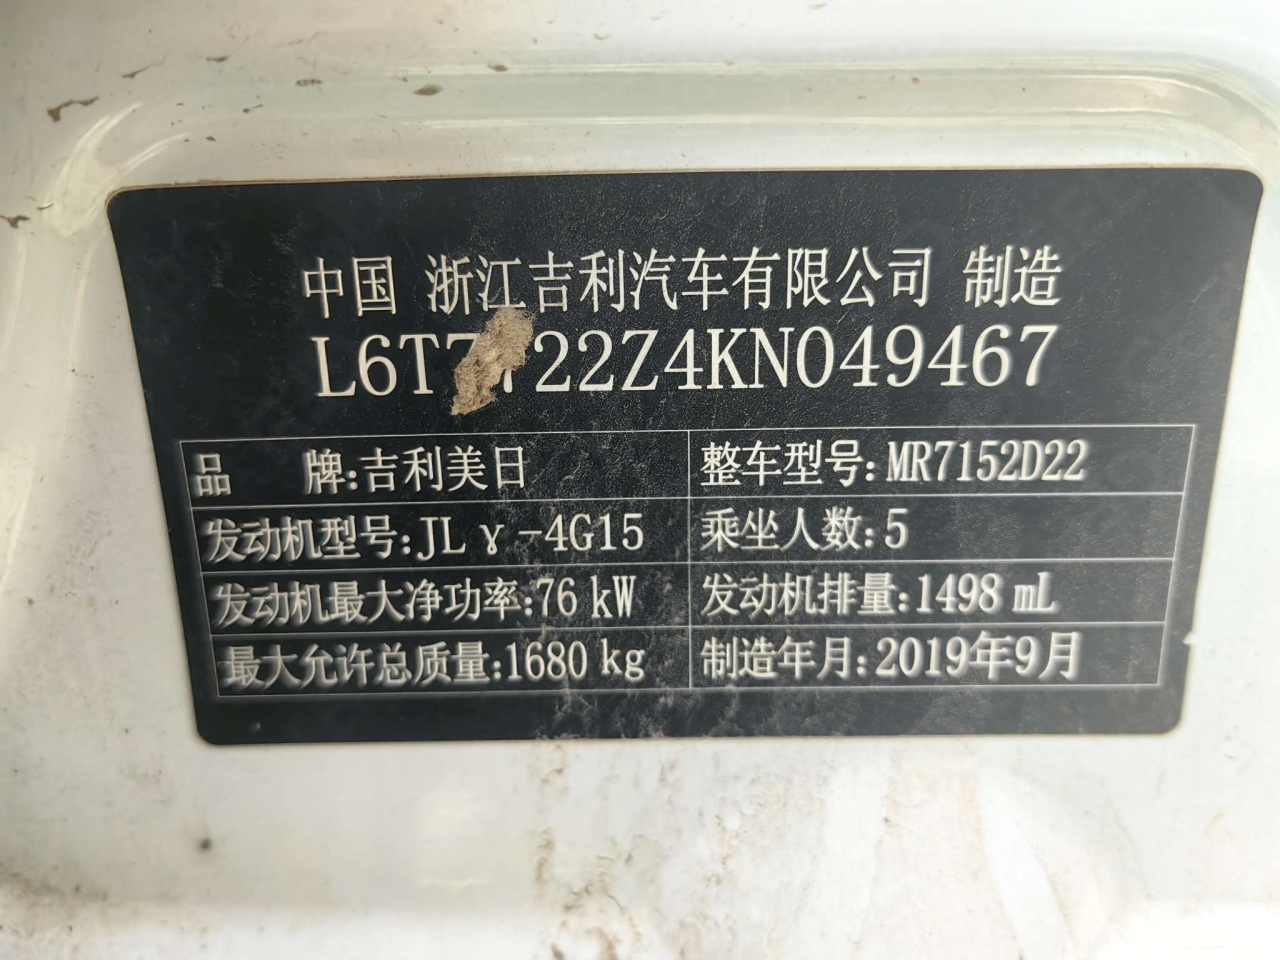 中国 浙江吉利汽车有限公司 制造
L6T7722Z4KN049467
品 牌:吉利美日 整车型号:MR7152D22
发动机型号:JLγ-4G15 乘坐人数:5
发动机最大净功率:76 kW 发动机排量:1498 mL
最大允许总质量:1680 kg 制造年月:2019年9月